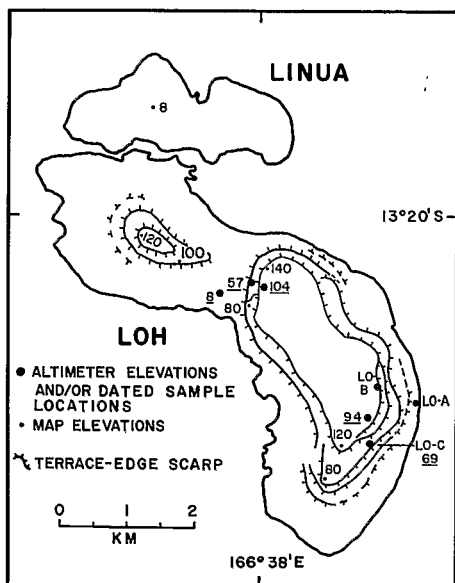 LINUA
8
13°20'S
120
100
140
57
104
8
80
LOH
● ALTIMETER ELEVATIONS
AND/OR DATED SAMPLE
LOCATIONS
• MAP ELEVATIONS
TERRACE-EDGE SCARP
LO-
B
LO-A
94
120
LO-C
69
80
0 1 2
KM
166°38'E